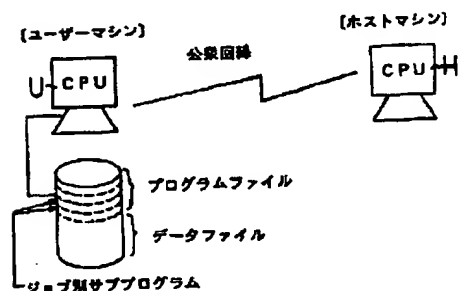 [ユーザーマシン]
[ホストマシン]
公衆回線
CPU
U
CPU
H
プログラムファイル
データファイル
ジョブ別サブプログラム